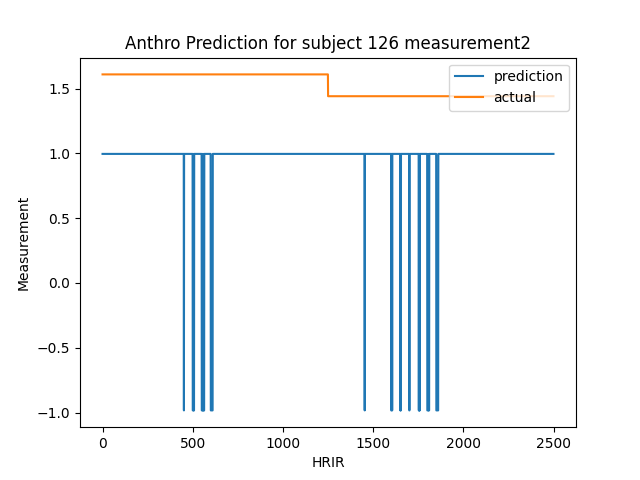 Anthro Prediction for subject 126 measurement2
prediction
actual
1.5
1.0
0.5
0.0
−0.5
−1.0
Measurement
0
500
1000
1500
2000
2500
HRIR